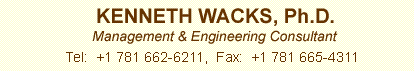 KENNETH WACKS, Ph.D.
Management & Engineering Consultant
Tel: +1 781 662-6211, Fax: +1 781 665-4311